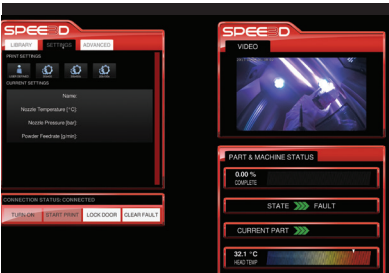 SPEE D
LIBRARY SETTINGS ADVANCED
PRINT SETTINGS
CURRENT SETTINGS
Name:
Nozzle Temperature [°C]:
Nozzle Pressure [bar]:
Powder Feedrate [g/min]:
CONNECTION STATUS: CONNECTED
TURN ON START PRINT LOCK DOOR CLEAR FAULT
SPEE D
VIDEO
PART & MACHINE STATUS
0.00 %
COMPLETE
STATE FAULT
CURRENT PART
32.1 °C
HEAD TEMP